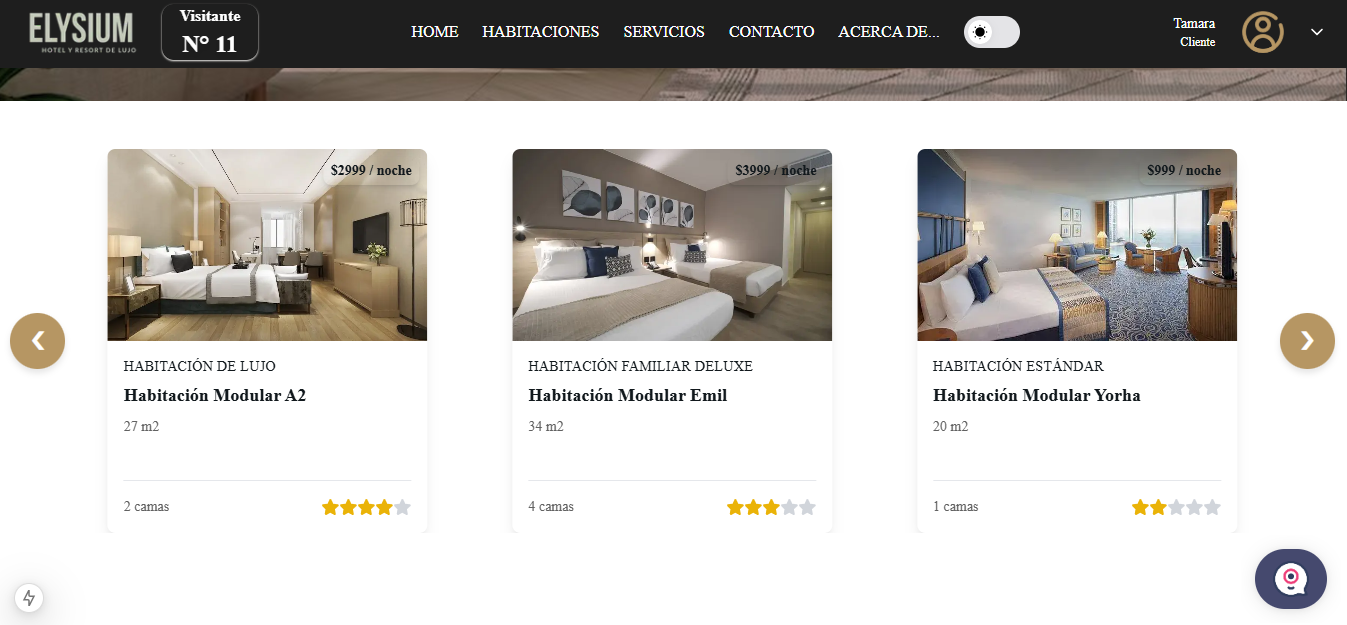 ELYSIUM
HOTEL Y RESORT DE LUJO
Visitante
N° 11
HOME
HABITACIONES
SERVICIOS
CONTACTO
ACERCA DE...
Tamara
Cliente
$2999 / noche
HABITACIÓN DE LUJO
Habitación Modular A2
27 m2
2 camas
$3999 / noche
HABITACIÓN FAMILIAR DELUXE
Habitación Modular Emil
34 m2
4 camas
$999 / noche
HABITACIÓN ESTÁNDAR
Habitación Modular Yorha
20 m2
1 camas